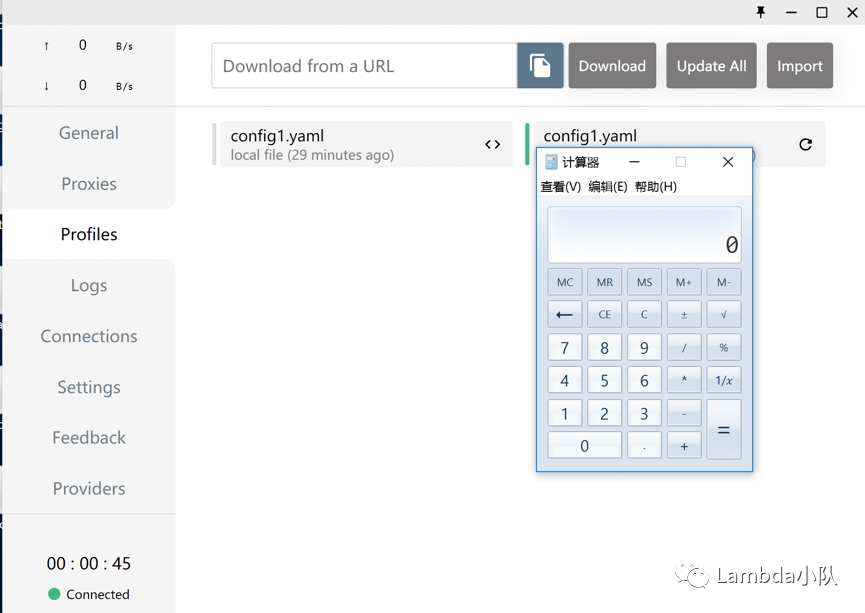 ↑ 0 B/s
↓ 0 B/s
Download from a URL
Download
Update All
Import
General
Proxies
Profiles
Logs
Connections
Settings
Feedback
Providers
00 : 00 : 45
Connected
config1.yaml
local file (29 minutes ago)
config1.yaml
)
计算器
查看(V) 编辑(E) 帮助(H)
0
MC MR MS M+ M-
← CE C ± √
7 8 9 / %
4 5 6 * 1/x
1 2 3 - =
0 . +
Lambda小队